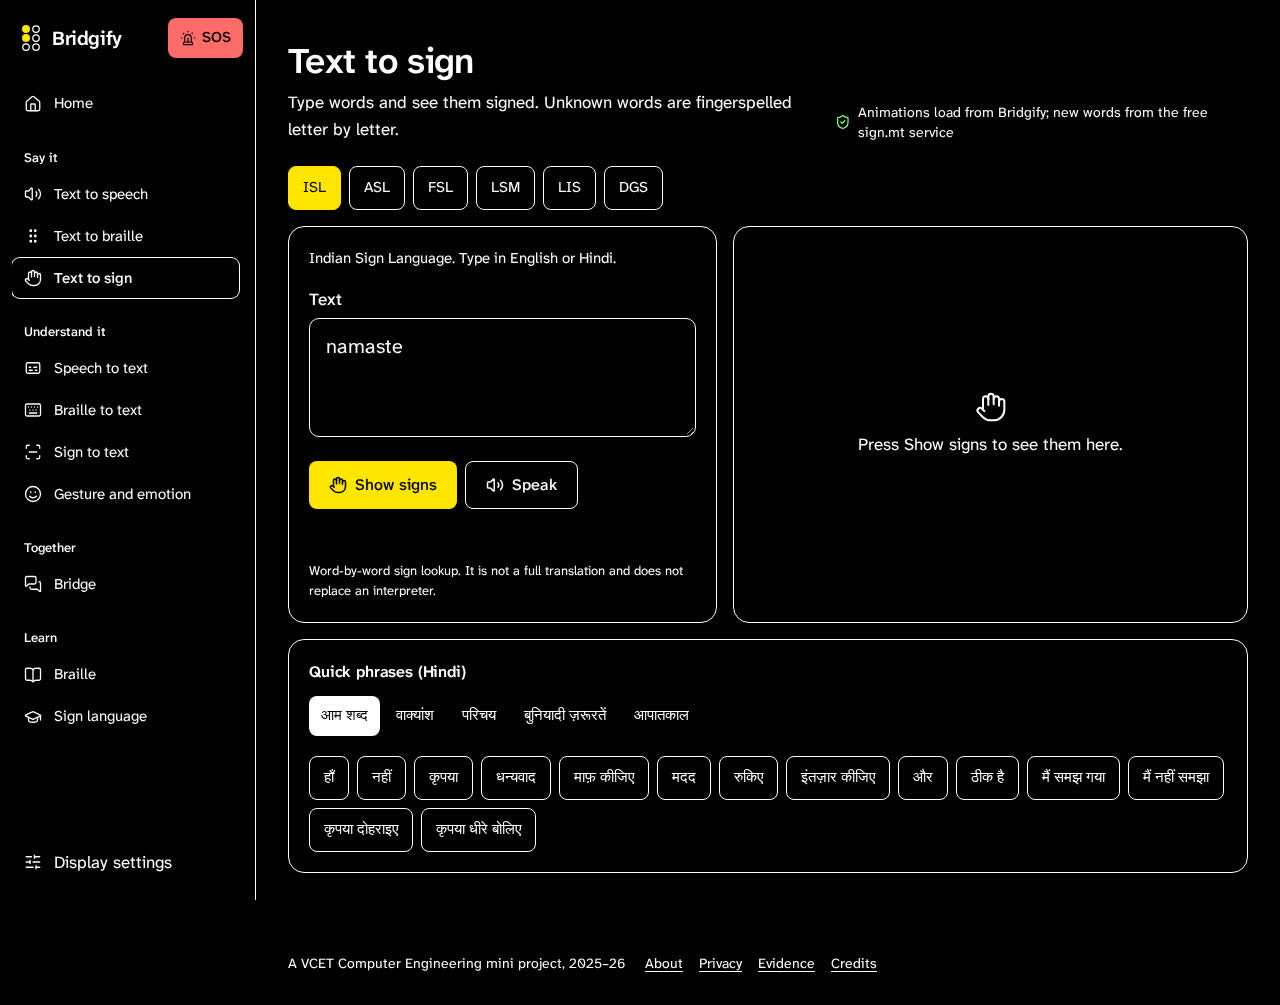 Bridgify
SOS
Home
Say it
Text to speech
Text to braille
Text to sign
Understand it
Speech to text
Braille to text
Sign to text
Gesture and emotion
Together
Bridge
Learn
Braille
Sign language
Display settings
Text to sign
Type words and see them signed. Unknown words are fingerspelled
letter by letter.
Animations load from Bridgify; new words from the free
sign.mt service
ISL ASL FSL LSM LIS DGS
Indian Sign Language. Type in English or Hindi.
Text
namaste
Show signs Speak
Word-by-word sign lookup. It is not a full translation and does not
replace an interpreter.
Press Show signs to see them here.
Quick phrases (Hindi)
आम शब्द वाक्यांश परिचय बुनियादी ज़रूरतें आपातकाल
हाँ नहीं कृपया धन्यवाद माफ़ कीजिए मदद रुकिए इंतज़ार कीजिए और ठीक है मैं समझ गया मैं नहीं समझा
कृपया दोहराइए कृपया धीरे बोलिए
A VCET Computer Engineering mini project, 2025–26 About Privacy Evidence Credits